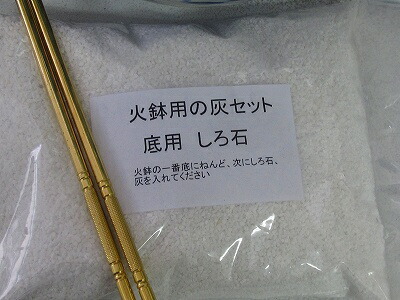 火鉢用の灰セット
底用 しろ石
火鉢の一番底にねんど、次にしろ石、
灰を入れてください